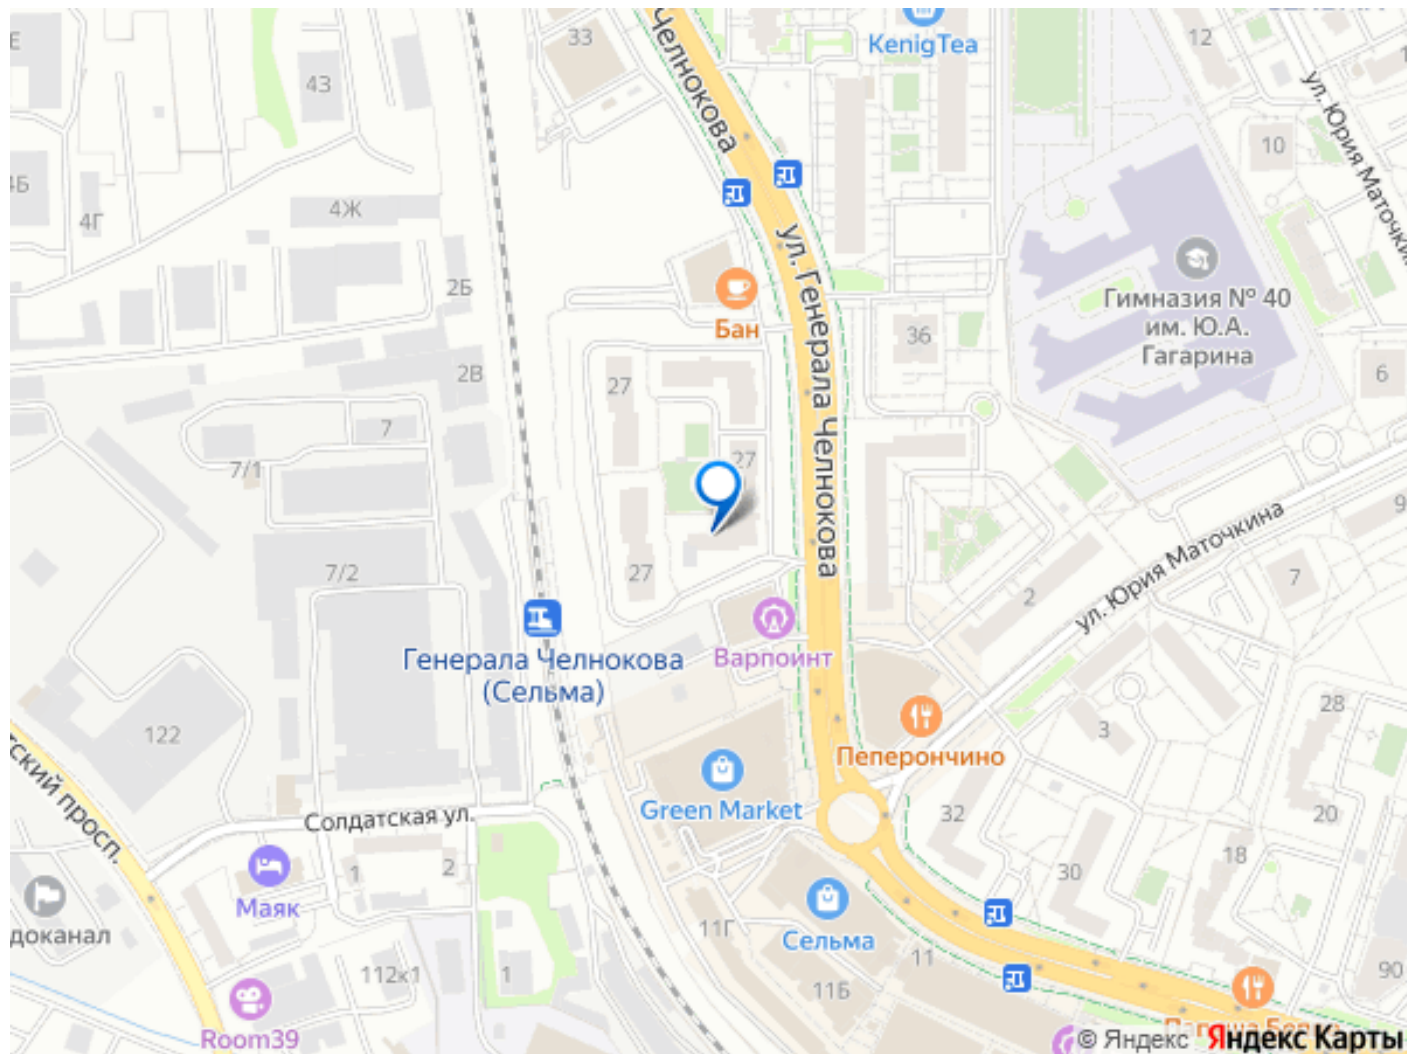 33
Челнокова
KenigTea
12
43
ул. Юрия Маточкина
10
4Б
4Г
4Ж
2Б
ул. Генерала Челнокова
Гимназия № 40
им. Ю.А.
Гагарина
Бан
36
6
27
2В
7
7/1
27
7/2
27
2
7
ул. Юрия Маточкина
Генерала Челнокова
(Сельма)
Варпоинт
122
28
3
Пеперончино
Green Market
Солдатская ул.
32
20
18
30
1
2
Маяк
11Г
Сельма
11
112к1
1
11Б
90
Room39
© Яндекс Яндекс Карты